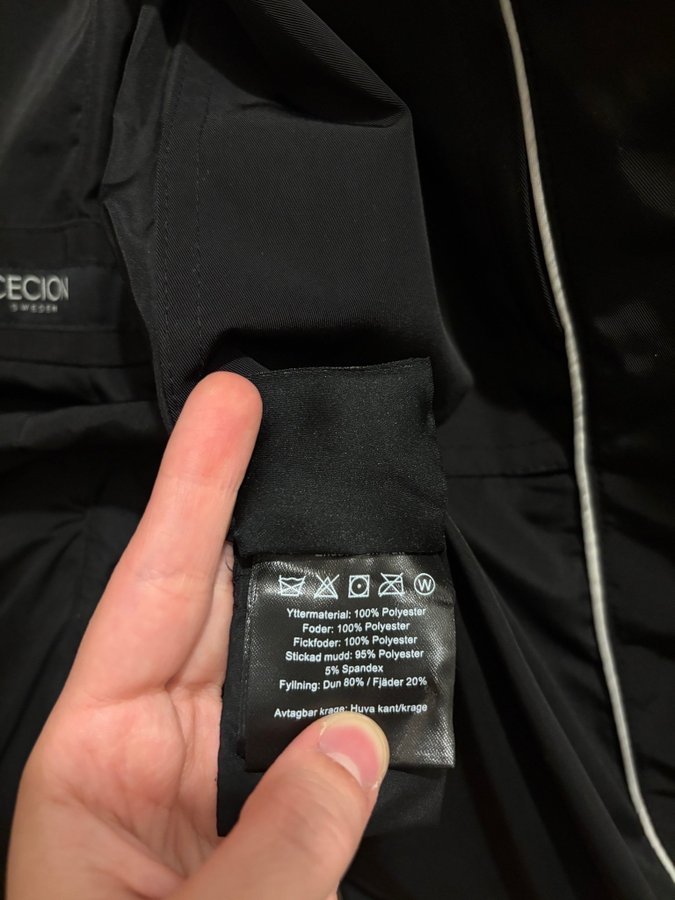 CECION
SWEDEN
W
Yttermaterial: 100% Polyester
Foder: 100% Polyester
Fickfoder: 100% Polyester
Stickad mudd: 95% Polyester
5% Spandex
Fyllning: Dun 80% / Fjäder 20%
Avtagbar krage: Huva kant/krage